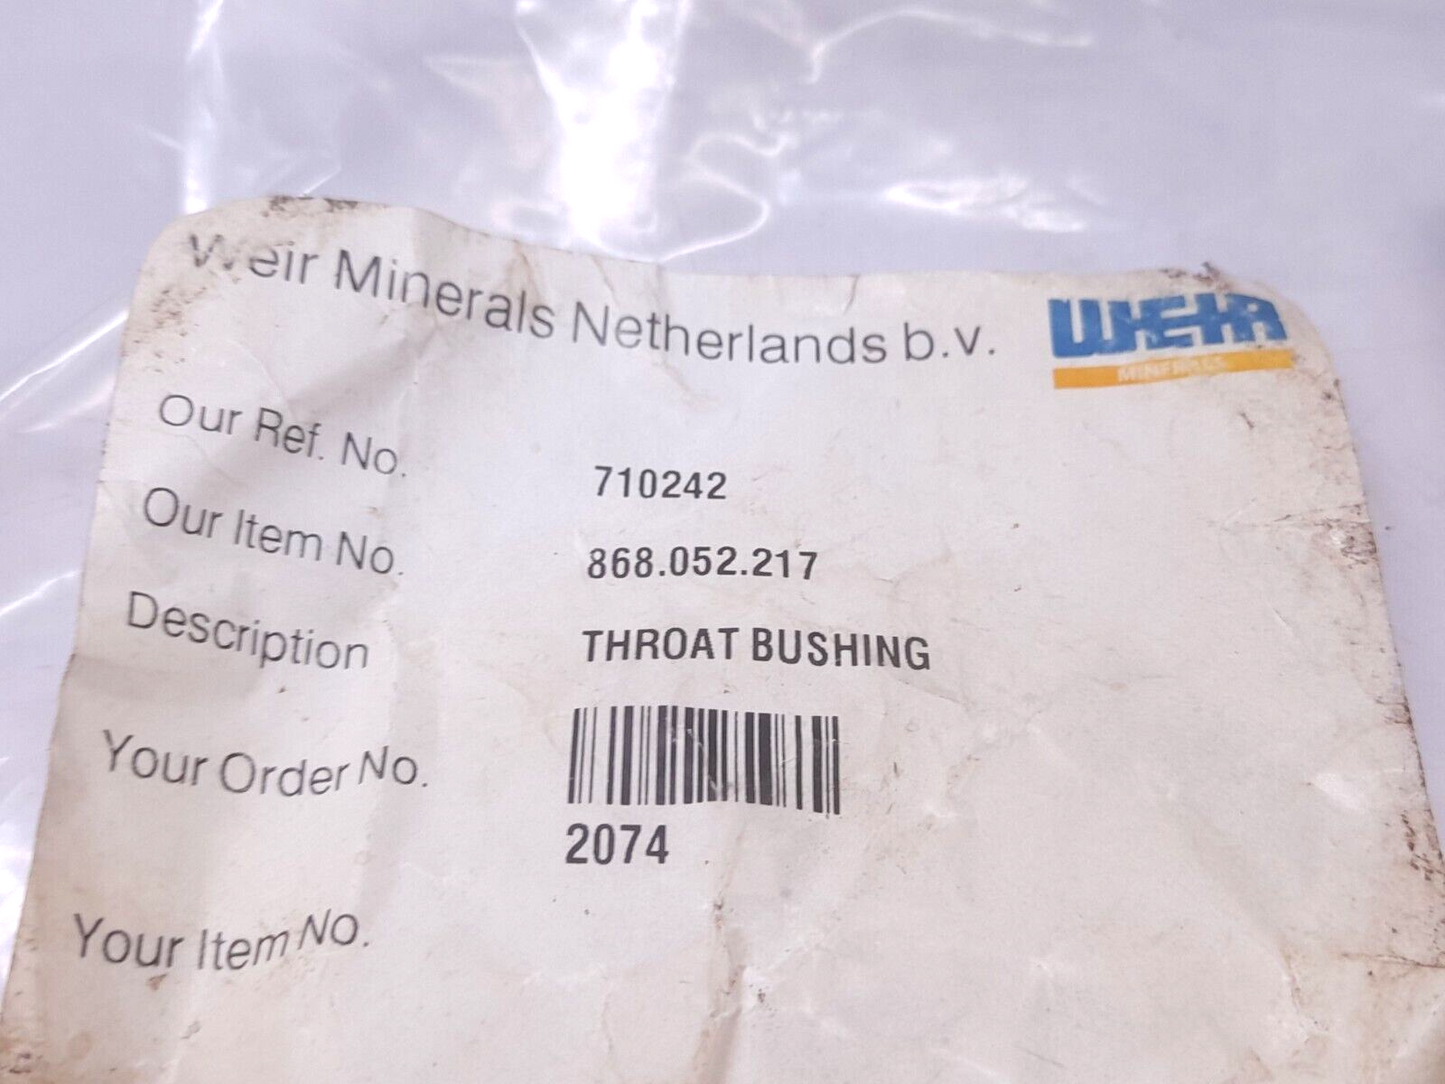 Weir Minerals Netherlands b.v.
WEIR
MINERALS
Our Ref. No. 710242
Our Item No. 868.052.217
Description THROAT BUSHING
Your Order No.
2074
Your Item No.